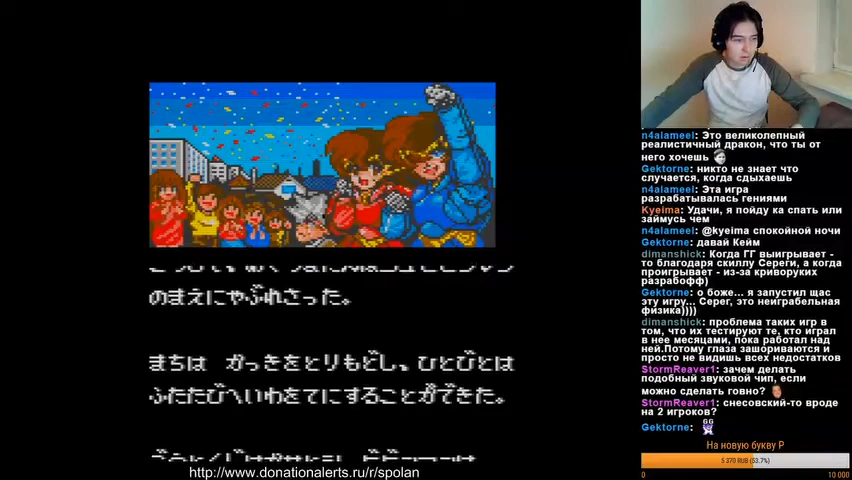 のまえにやぶれさった。
まちは かっきをとりもどし、ひとびとは
ふたたびへいわをてにすることができた。
http://www.donationalerts.ru/r/spolan
n4alameel: Это великолепный
реалистичный дракон, что ты от
него хочешь
Gektorne: никто не знает что
случается, когда сдыхаешь
n4alameel: Эта игра
разрабатывалась гениями
Kyeima: Удачи, я пойду ка спать или
займусь чем
n4alameel: @kyeima спокойной ночи
Gektorne: давай Кейм
dimanshick: Когда ГГ выигрывает -
то благодаря скиллу Сереги, а когда
проигрывает - из-за криворуких
разрабофф)
Gektorne: о боже... я запустил щас
эту игру... Серег, это неиграбельная
физика))))
dimanshick: проблема таких игр в
том, что их тестируют те, кто играл
в нее месяцами, пока работал над
ней.Потому глаза зашориваются и
просто не видишь всех недостатков
StormReaver1: зачем делать
подобный звуковой чип, если
можно сделать говно?
StormReaver1: снесовский-то вроде
на 2 игроков?
Gektorne:
GG
На новую букву Р
5 370 RUB (53.7%)
0 10 000